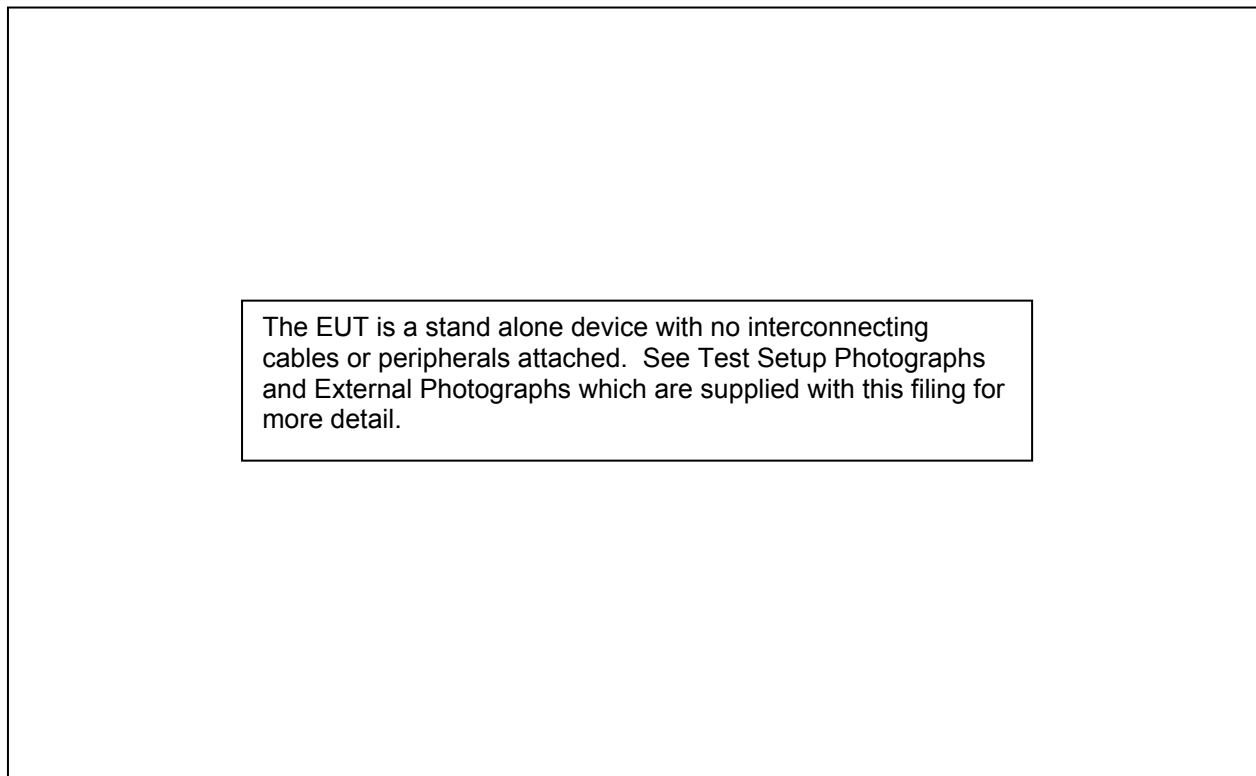 The EUT is a stand alone device with no interconnecting
cables or peripherals attached.  See Test Setup Photographs
and External Photographs which are supplied with this filing for
more detail.